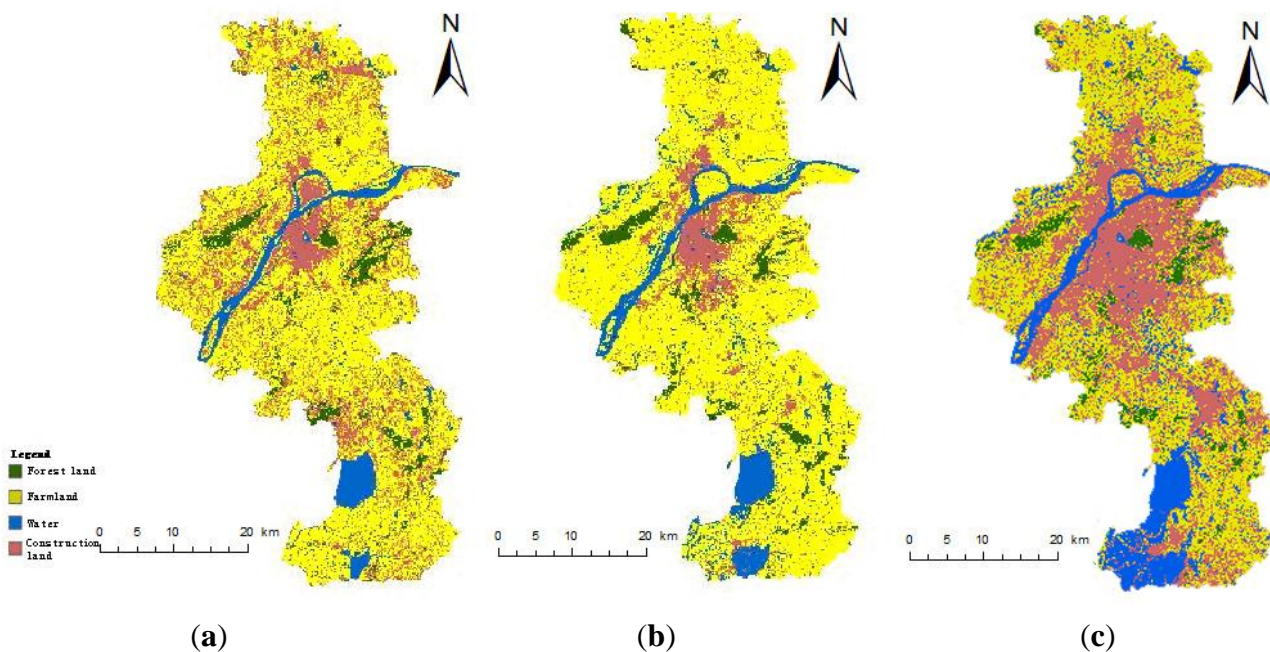 N
N
N
Legend
Forest land
Farmland
Water
Construction
land
0 5 10 20 km
0 5 10 20 km
0 5 10 20 km
(a)
(b)
(c)